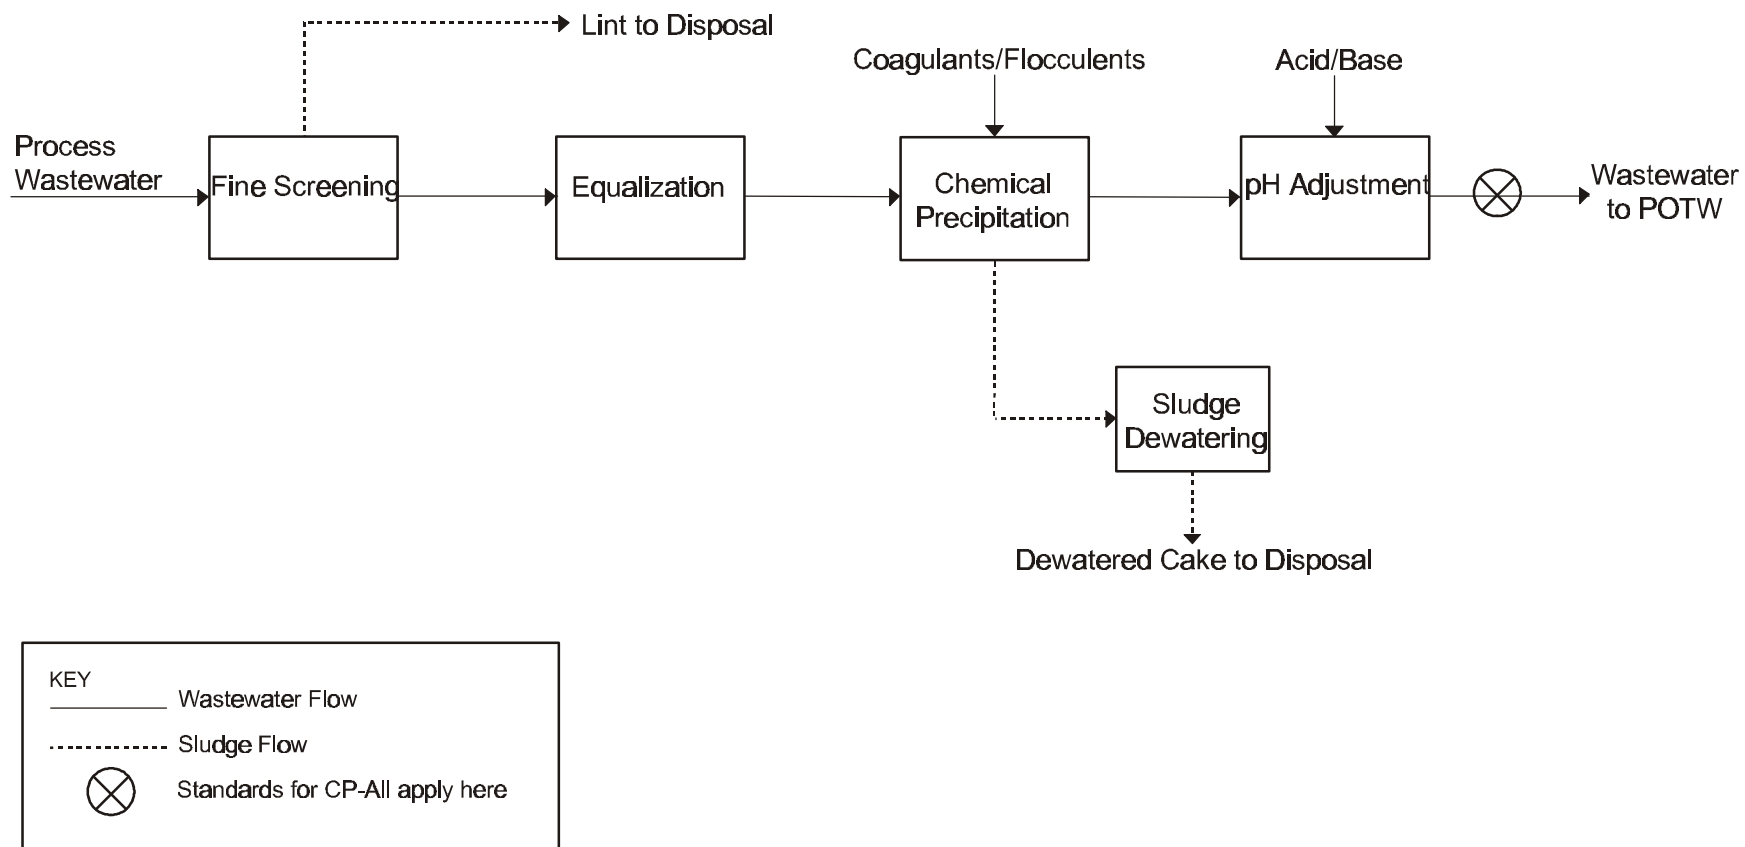 Lint to Disposal
Coagulants/Flocculents
Acid/Base
Process
Wastewater
Fine Screening
Equalization
Chemical
Precipitation
pH Adjustment
Wastewater
to POTW
Sludge
Dewatering
Dewatered Cake to Disposal
KEY
Wastewater Flow
Sludge Flow
Standards for CP-All apply here